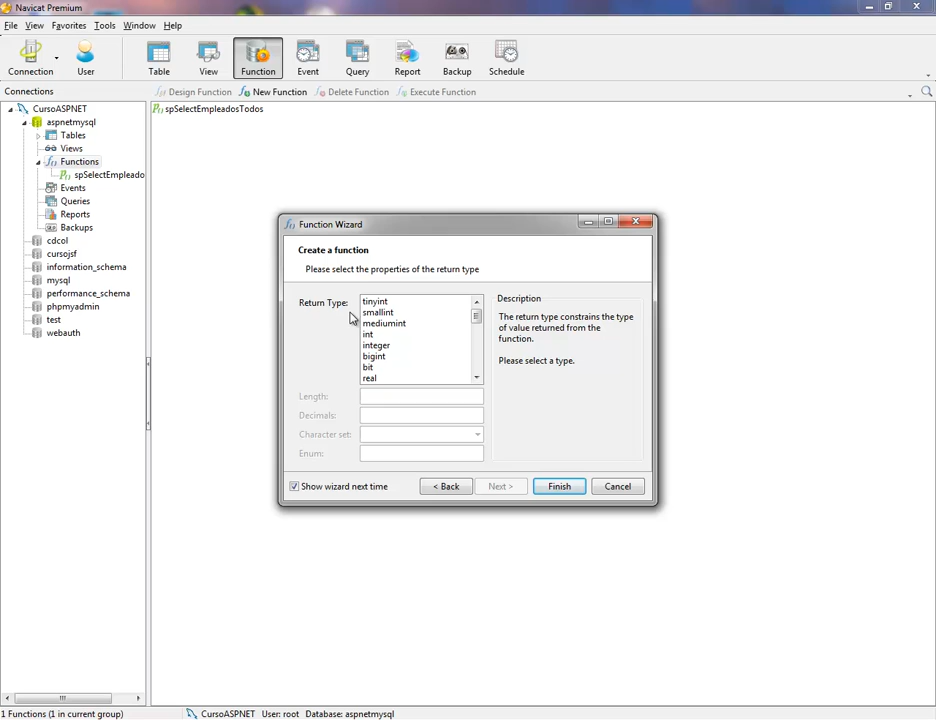 Navicat Premium
File View Favorites Tools Window Help
Connection User Table View Function Event Query Report Backup Schedule
Connections
Design Function New Function Delete Function Execute Function
CursoASPNET
aspnetmysql
Tables
Views
Functions
spSelectEmpleado
Events
Queries
Reports
Backups
cdcol
cursojsf
information_schema
mysql
performance_schema
phpmyadmin
test
webauth
spSelectEmpleadosTodos
Function Wizard
Create a function
Please select the properties of the return type
Return Type:
tinyint
smallint
mediumint
int
integer
bigint
bit
real
Length:
Decimals:
Character set:
Enum:
Description
The return type constrains the type
of value returned from the
function.
Please select a type.
Show wizard next time
< Back Next > Finish Cancel
1 Functions (1 in current group) CursoASPNET User: root Database: aspnetmysql